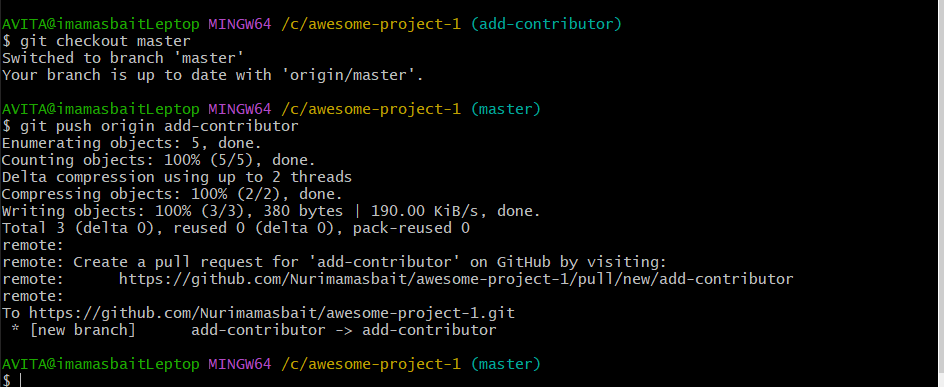 AVITA@imamasbaitLeptop MINGW64 /c/awesome-project-1 (add-contributor)
$ git checkout master
Switched to branch 'master'
Your branch is up to date with 'origin/master'.
AVITA@imamasbaitLeptop MINGW64 /c/awesome-project-1 (master)
$ git push origin add-contributor
Enumerating objects: 5, done.
Counting objects: 100% (5/5), done.
Delta compression using up to 2 threads
Compressing objects: 100% (2/2), done.
Writing objects: 100% (3/3), 380 bytes | 190.00 KiB/s, done.
Total 3 (delta 0), reused 0 (delta 0), pack-reused 0
remote:
remote: Create a pull request for 'add-contributor' on GitHub by visiting:
remote:      https://github.com/Nurimamasbait/awesome-project-1/pull/new/add-contributor
remote:
To https://github.com/Nurimamasbait/awesome-project-1.git
 * [new branch]      add-contributor -> add-contributor
AVITA@imamasbaitLeptop MINGW64 /c/awesome-project-1 (master)
$